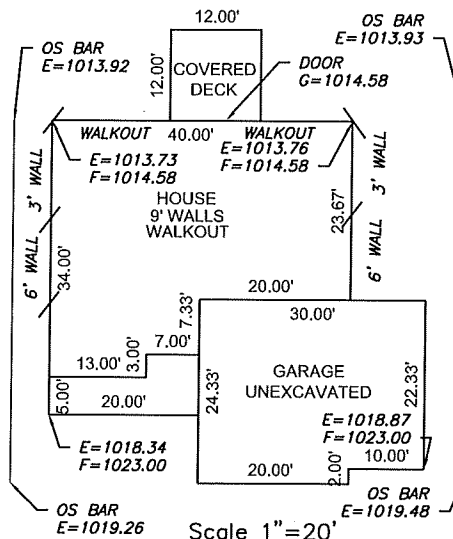 12.00'
OS BAR
E=1013.93
OS BAR
E=1013.92
12.00'
COVERED
DECK
DOOR
G=1014.58
WALKOUT
40.00'
WALKOUT
E=1013.73
F=1014.58
E=1013.76
F=1014.58
3' WALL
3' WALL
HOUSE
9' WALLS
WALKOUT
23.67'
6' WALL
34.00'
6' WALL
20.00'
30.00'
7.33'
7.00'
3.00'
13.00'
5.00'
20.00'
24.33'
GARAGE
UNEXCAVATED
22.33'
E=1018.87
F=1023.00
E=1018.34
F=1023.00
10.00'
2.00'
20.00'
OS BAR
E=1019.26
OS BAR
E=1019.48
Scale 1"=20'